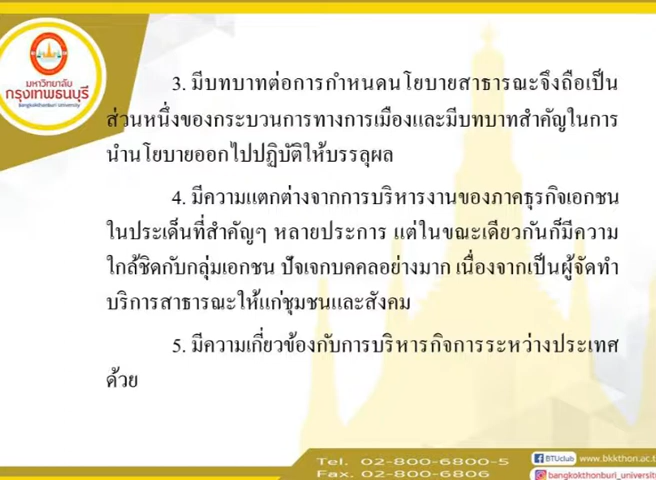 มหาวิทยาลัย
กรุงเทพธนบุรี
Bangkokthonburi University
3. มีบทบาทต่อการกำหนดนโยบายสาธารณะจึงถือเป็น
ส่วนหนึ่งของกระบวนการทางการเมืองและมีบทบาทสำคัญในการ
นำนโยบายออกไปปฏิบัติให้บรรลุผล
4. มีความแตกต่างจากการบริหารงานของภาคธุรกิจเอกชน
ในประเด็นที่สำคัญๆ หลายประการ แต่ในขณะเดียวกันก็มีความ
ใกล้ชิดกับกลุ่มเอกชน ปัจเจกบุคคลอย่างมาก เนื่องจากเป็นผู้จัดทำ
บริการสาธารณะให้แก่ชุมชนและสังคม
5. มีความเกี่ยวข้องกับการบริหารกิจการระหว่างประเทศ
ด้วย
Tel. 02-800-6800-5
BTUclub www.bkkthon.ac.t
Fax. 02-800-6806
bangkokthonburi_universit